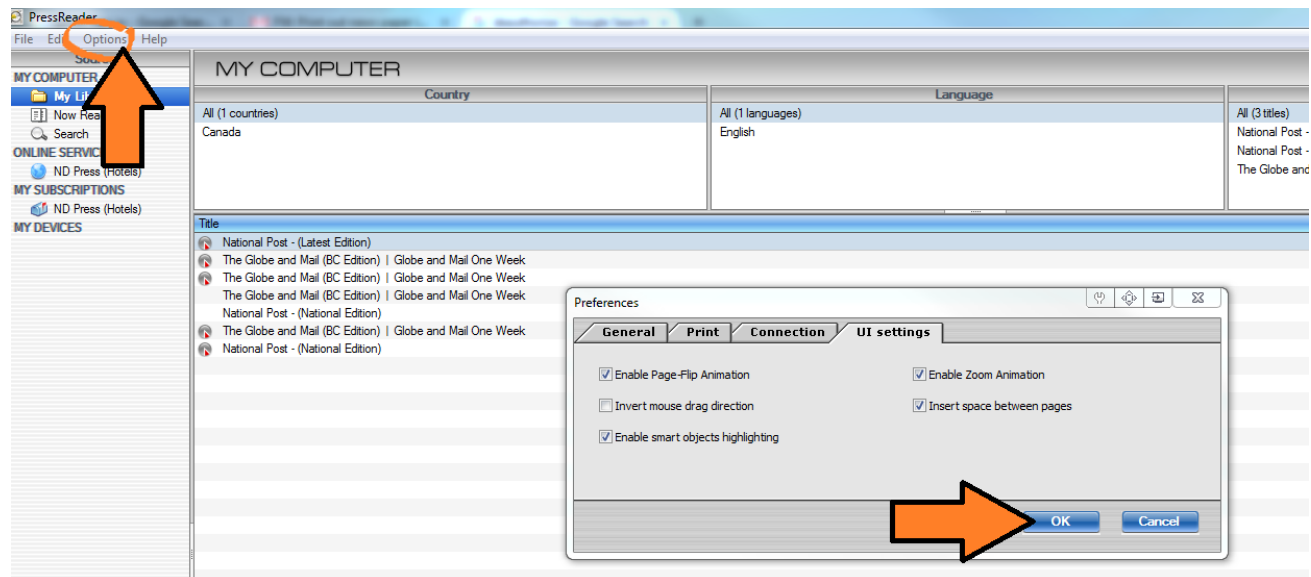 PressReader
File Edi Options Help
MY COMPUTER
My Li
Now Rea
Search
ONLINE SERVIC
ND Press (Hotels)
MY SUBSCRIPTIONS
ND Press (Hotels)
MY DEVICES
MY COMPUTER
Country
All (1 countries)
Canada
Language
All (1 languages)
English
All (3 titles)
National Post -
National Post -
The Globe and
Title
National Post - (Latest Edition)
The Globe and Mail (BC Edition) | Globe and Mail One Week
The Globe and Mail (BC Edition) | Globe and Mail One Week
The Globe and Mail (BC Edition) | Globe and Mail One Week
National Post - (National Edition)
The Globe and Mail (BC Edition) | Globe and Mail One Week
National Post - (National Edition)
Preferences
General Print Connection UI settings
Enable Page-Flip Animation
Enable Zoom Animation
Invert mouse drag direction
Insert space between pages
Enable smart objects highlighting
OK Cancel